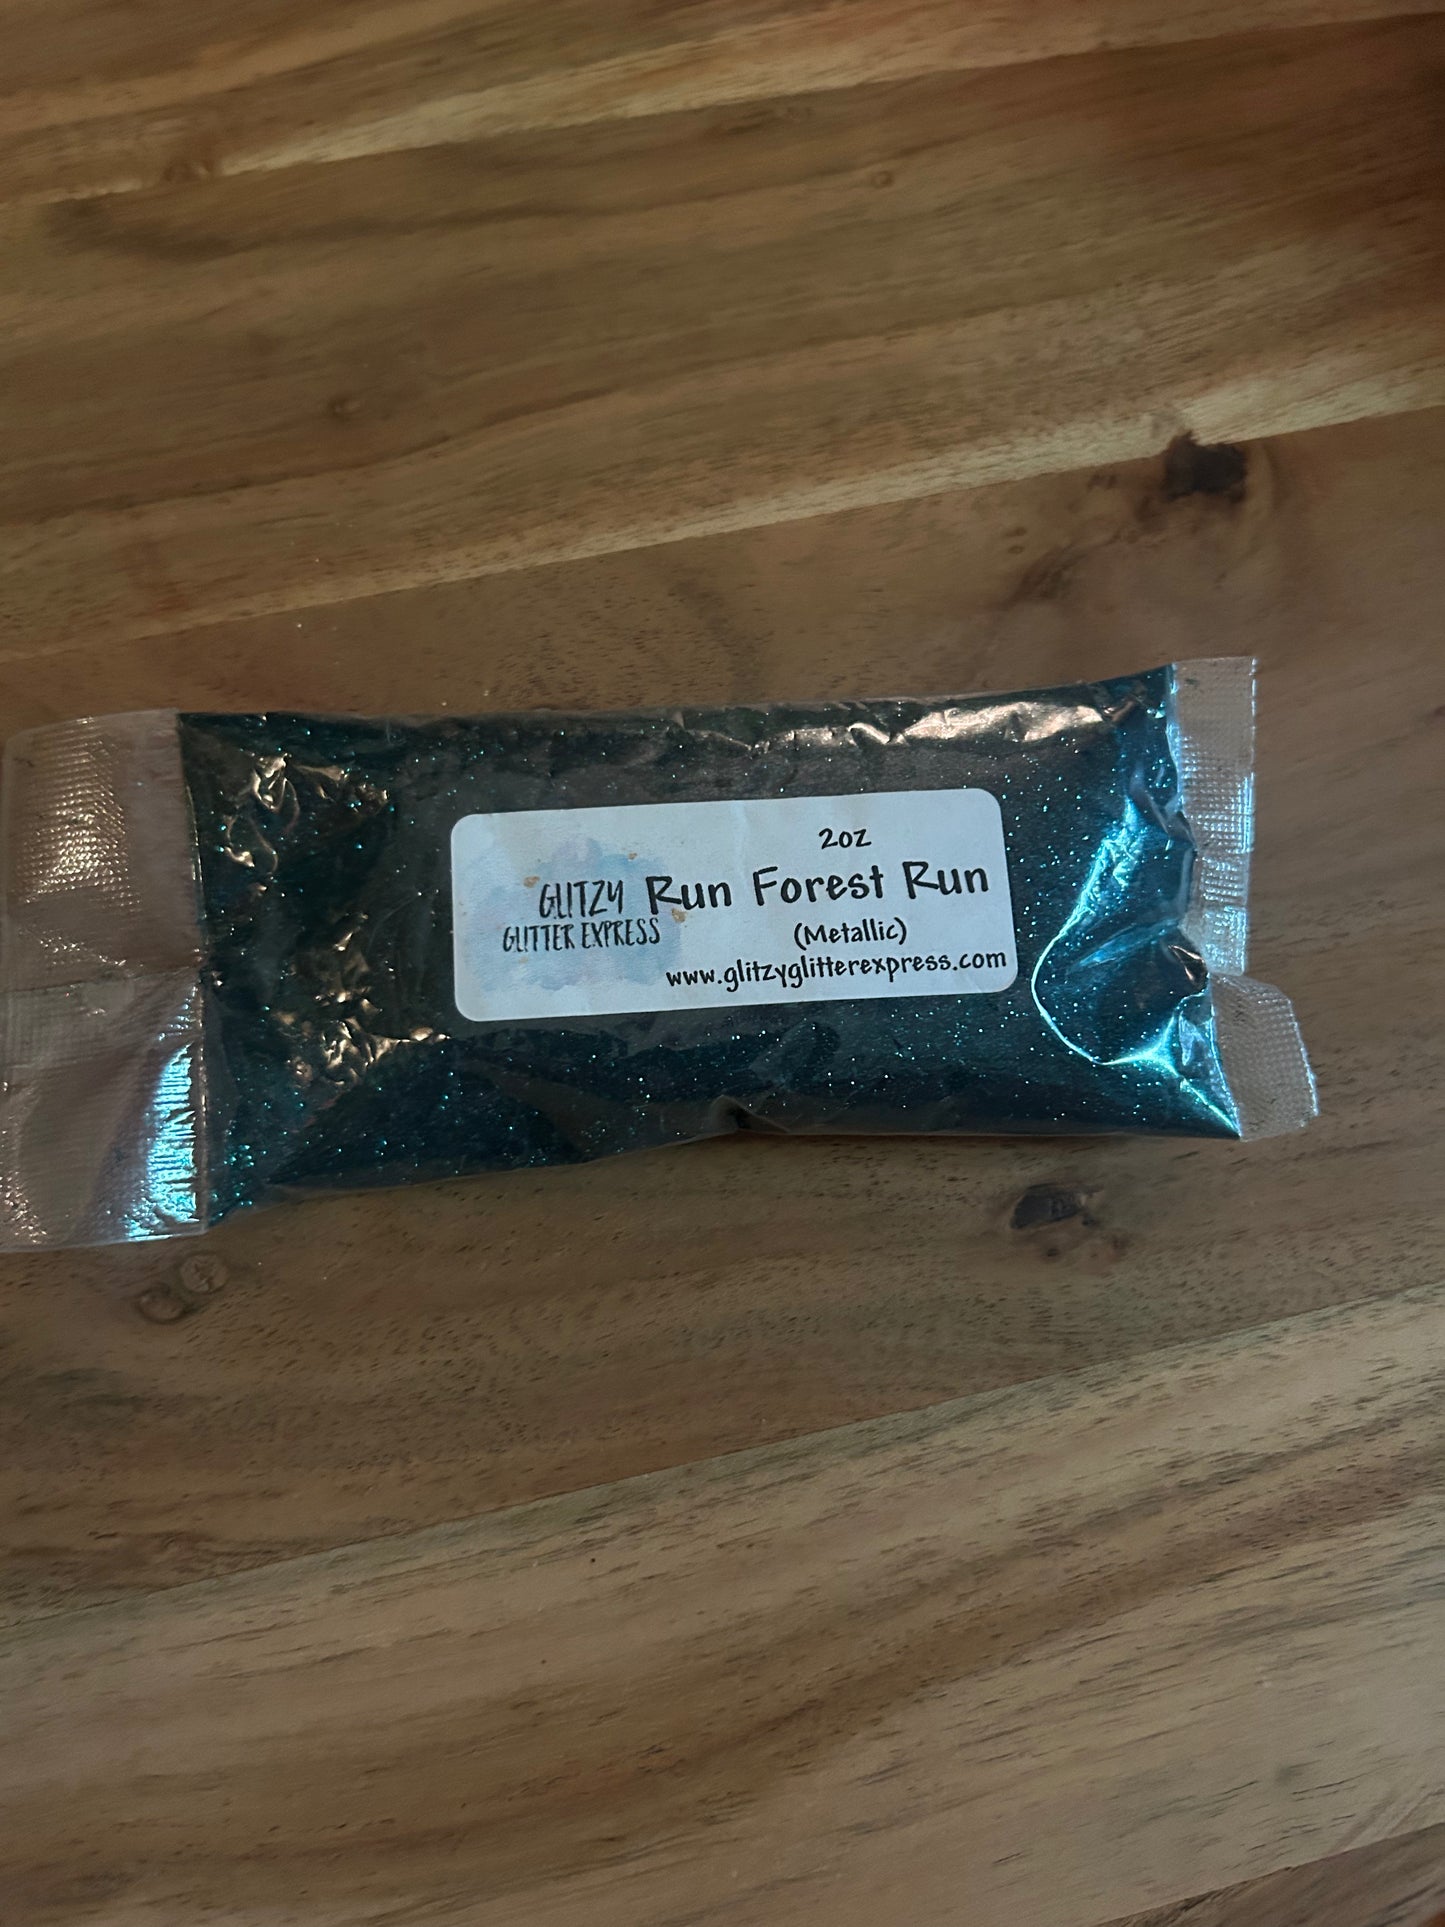 2oz
GLITZY
GLITTER EXPRESS
Run Forest Run
(Metallic)
www.glitzyglitterexpress.com